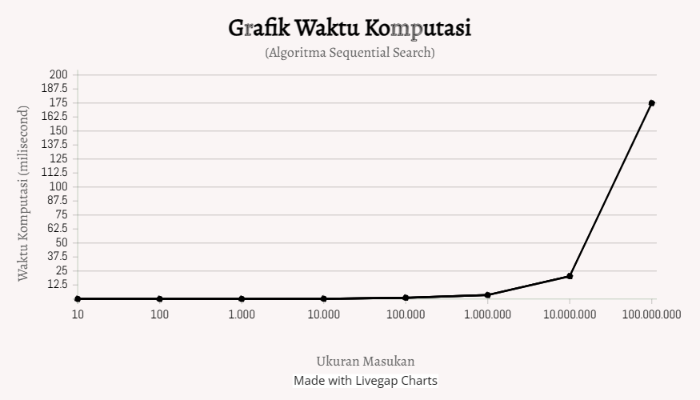 Grafik Waktu Komputasi
(Algoritma Sequential Search)
Waktu Komputasi (milisecond)
200
187.5
175
162.5
150
137.5
125
112.5
100
87.5
75
62.5
50
37.5
25
12.5
10 100 1.000 10.000 100.000 1.000.000 10.000.000 100.000.000
Ukuran Masukan
Made with Livegap Charts